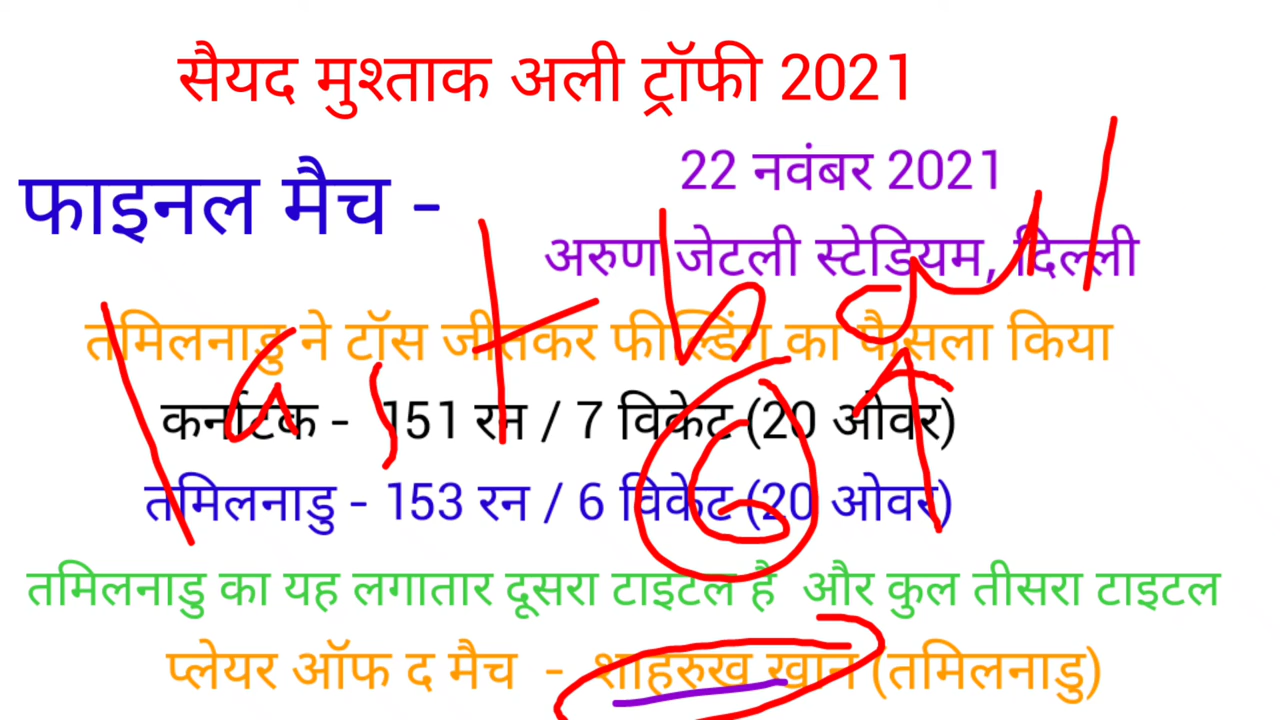 सैयद मुश्ताक अली ट्रॉफी 2021
22 नवंबर 2021
फाइनल मैच -
अरुण जेटली स्टेडियम, दिल्ली
तमिलनाडु ने टॉस जीतकर फील्डिंग का फैसला किया
कर्नाटक - 151 रन / 7 विकेट (20 ओवर)
तमिलनाडु - 153 रन / 6 विकेट (20 ओवर)
तमिलनाडु का यह लगातार दूसरा टाइटल है और कुल तीसरा टाइटल
प्लेयर ऑफ द मैच - शाहरुख खान (तमिलनाडु)